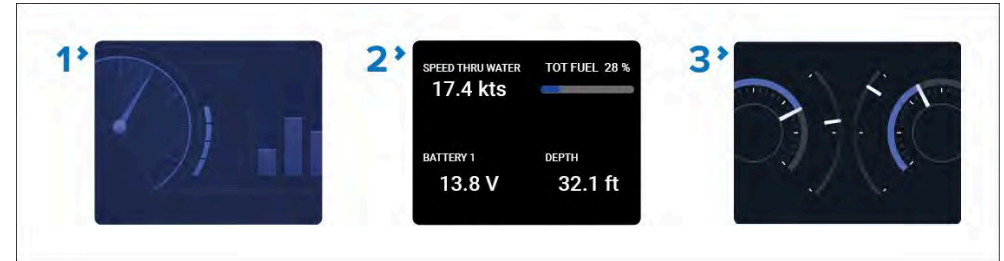 1›
2›
3›
SPEED THRU WATER
TOT FUEL 28 %
17.4 kts
BATTERY 1
DEPTH
13.8 V
32.1 ft